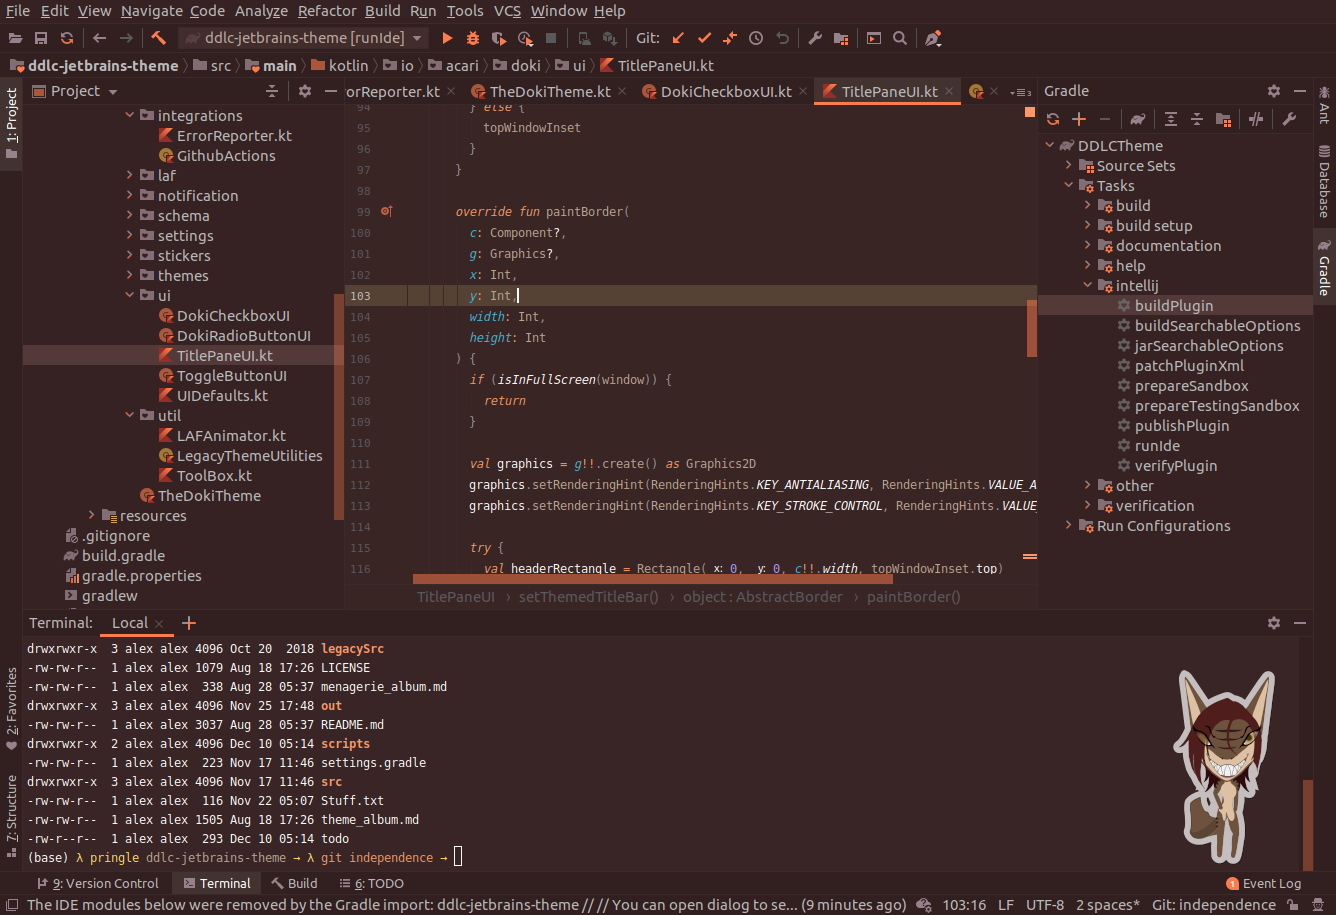 File Edit View Navigate Code Analyze Refactor Build Run Tools VCS Window Help
ddlc-jetbrains-theme [runIde] Git:
ddlc-jetbrains-theme src main kotlin io acari doki ui TitlePaneUI.kt
1: Project
Project
integrations
ErrorReporter.kt
GithubActions
laf
notification
schema
settings
stickers
themes
ui
DokiCheckboxUI
DokiRadioButtonUI
TitlePaneUI.kt
ToggleButtonUI
UIDefaults.kt
util
LAFAnimator.kt
LegacyThemeUtilities
ToolBox.kt
TheDokiTheme
resources
.gitignore
build.gradle
gradle.properties
gradlew
orReporter.kt TheDokiTheme.kt DokiCheckboxUI.kt TitlePaneUI.kt 3
94 } else {
95 topWindowInset
96 }
97 }
98
99 override fun paintBorder(
100 c: Component?,
101 g: Graphics?,
102 x: Int,
103 y: Int,
104 width: Int,
105 height: Int
106 ) {
107 if (isInFullScreen(window)) {
108 return
109 }
110
111 val graphics = g!!.create() as Graphics2D
112 graphics.setRenderingHint(RenderingHints.KEY_ANTIALIASING, RenderingHints.VALUE_A
113 graphics.setRenderingHint(RenderingHints.KEY_STROKE_CONTROL, RenderingHints.VALUE_
114
115 try {
116 val headerRectangle = Rectangle( x: 0, y: 0, c!!.width, topWindowInset.top)
TitlePaneUI › setThemedTitleBar() › object : AbstractBorder › paintBorder()
Gradle
DDLCTheme
Source Sets
Tasks
build
build setup
documentation
help
intellij
buildPlugin
buildSearchableOptions
jarSearchableOptions
patchPluginXml
prepareSandbox
prepareTestingSandbox
publishPlugin
runIde
verifyPlugin
other
verification
Run Configurations
Ant
Database
Gradle
2: Favorites
7: Structure
Terminal: Local
drwxrwxr-x 3 alex alex 4096 Oct 20 2018 legacySrc
-rw-rw-r-- 1 alex alex 1079 Aug 18 17:26 LICENSE
-rw-rw-r-- 1 alex alex 338 Aug 28 05:37 menagerie_album.md
drwxrwxr-x 3 alex alex 4096 Nov 25 17:48 out
-rw-rw-r-- 1 alex alex 3037 Aug 28 05:37 README.md
drwxrwxr-x 2 alex alex 4096 Dec 10 05:14 scripts
-rw-rw-r-- 1 alex alex 223 Nov 17 11:46 settings.gradle
drwxrwxr-x 3 alex alex 4096 Nov 17 11:46 src
-rw-rw-r-- 1 alex alex 116 Nov 22 05:07 Stuff.txt
-rw-rw-r-- 1 alex alex 1505 Aug 18 17:26 theme_album.md
-rw-r--r-- 1 alex alex 293 Dec 10 05:14 todo
(base) λ pringle ddlc-jetbrains-theme → λ git independence →
9: Version Control Terminal Build 6: TODO 1 Event Log
The IDE modules below were removed by the Gradle import: ddlc-jetbrains-theme // // You can open dialog to se... (9 minutes ago) 103:16 LF UTF-8 2 spaces* Git: independence